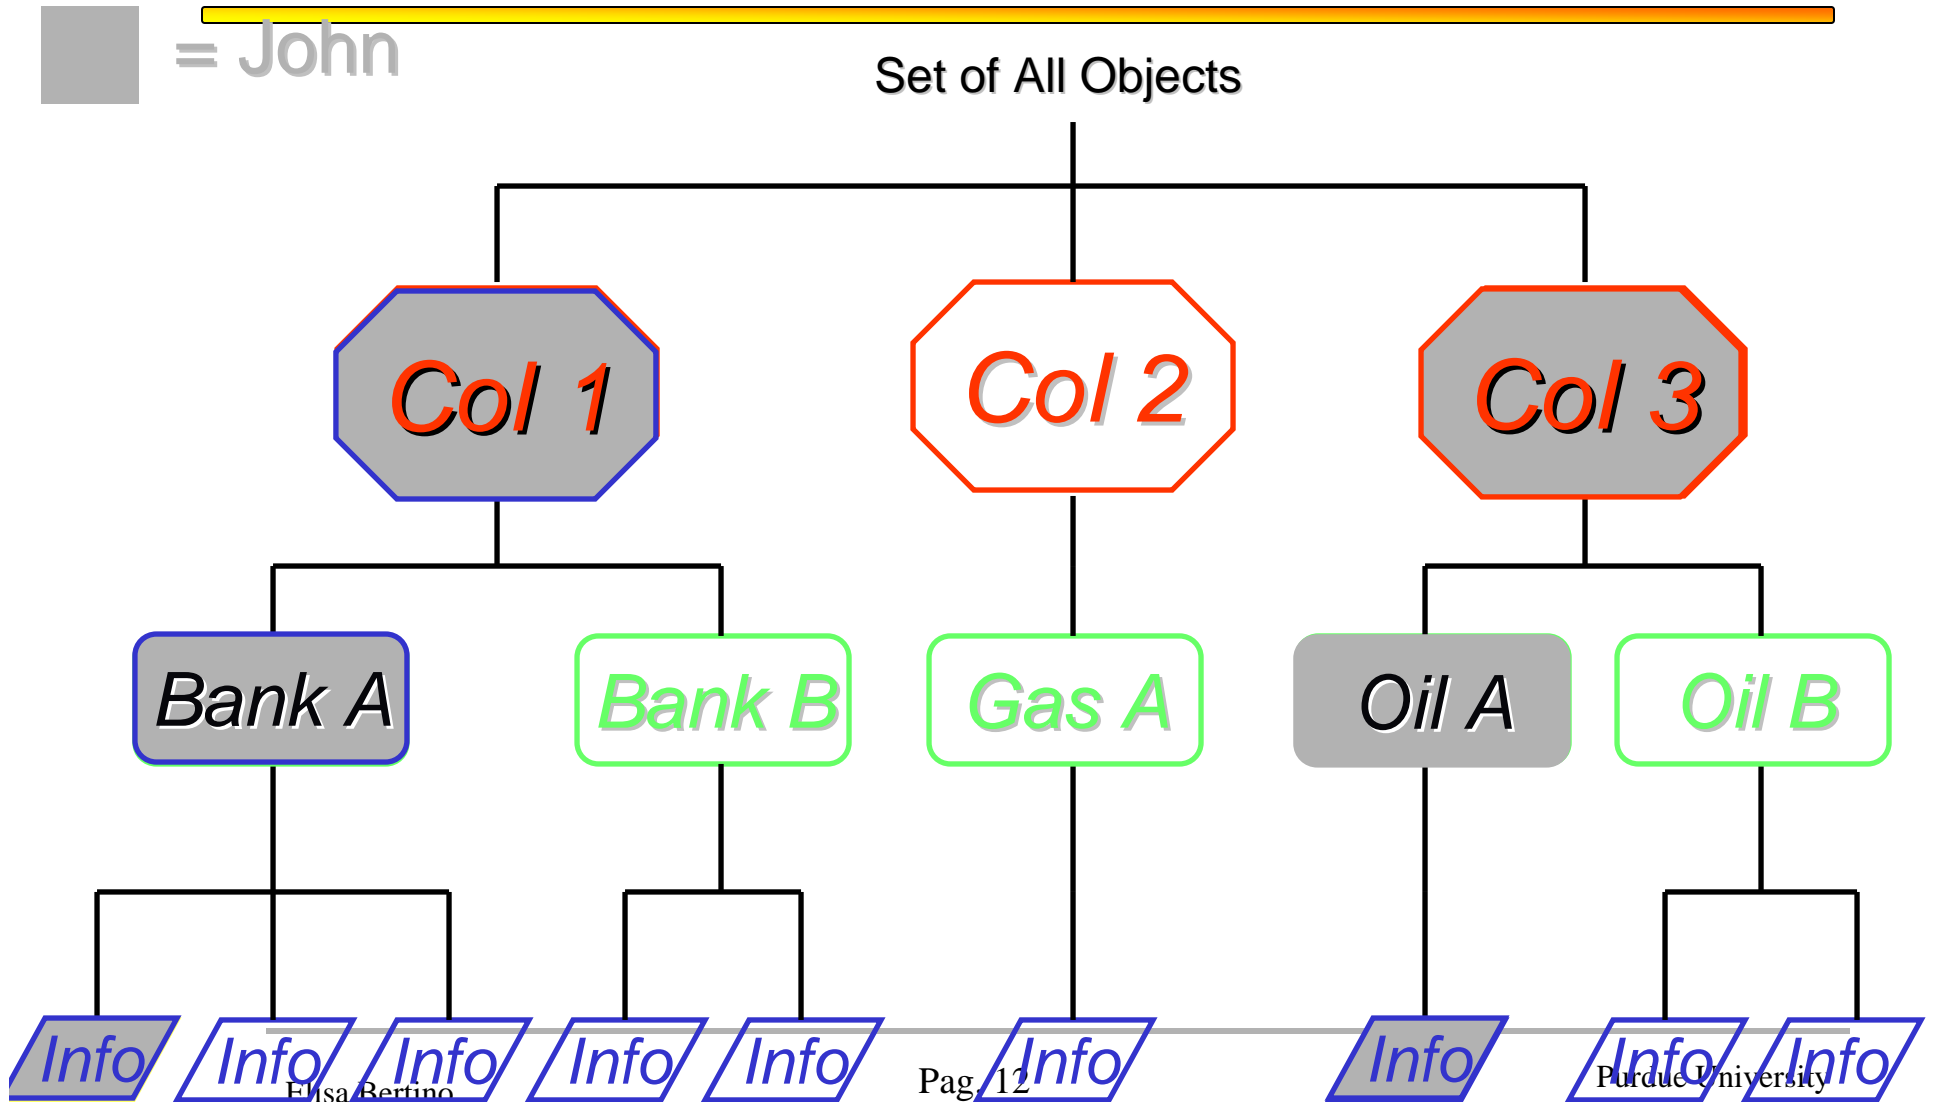 = John
Set of All Objects
Col 1 Col 2 Col 3
Bank A Bank B Gas A Oil A Oil B
Info Info Info Info Info Info Info Info Info
Elisa Bertino Pag. 12 Purdue University